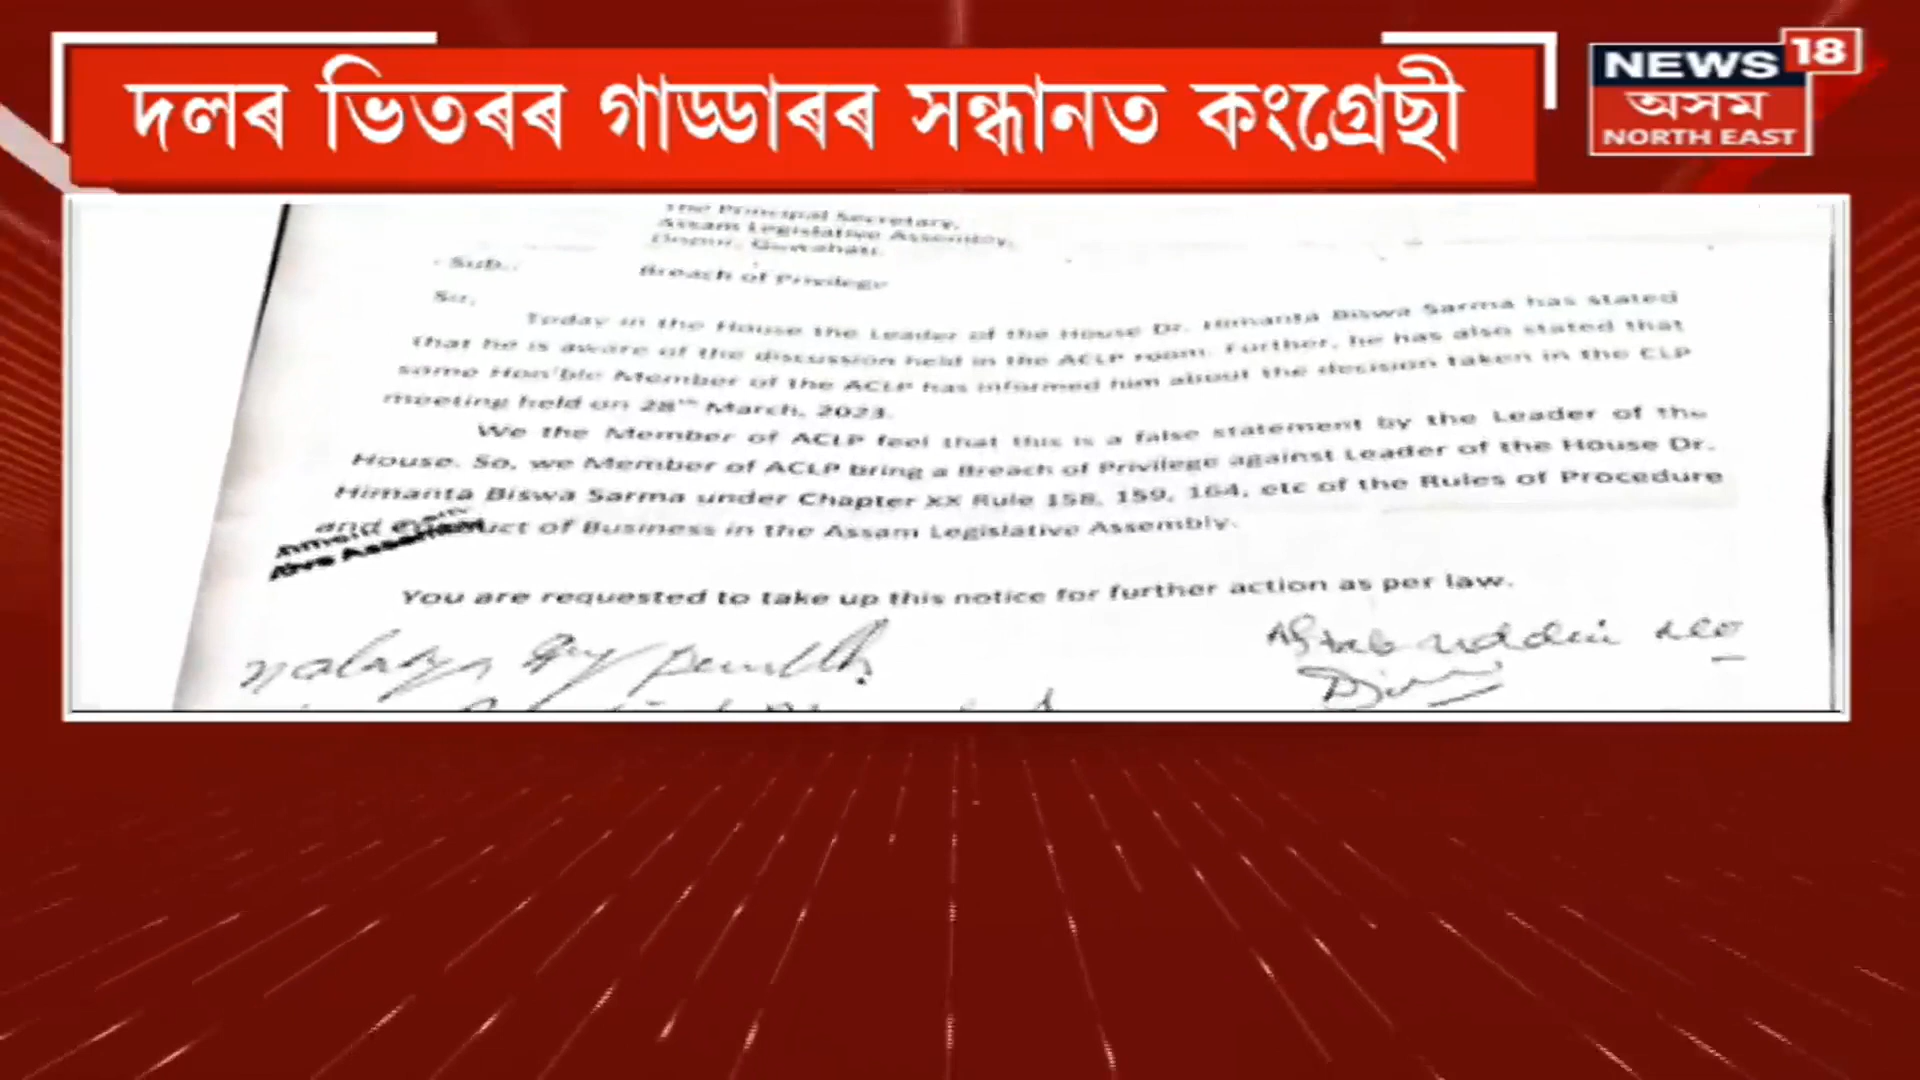 দলৰ ভিতৰৰ গাড্ডাৰৰ সন্ধানত কংগ্ৰেছী
NEWS 18
অসম
NORTH EAST
The Principal Secretary,
Assam Legislative Assembly,
Dispur, Guwahati.
Sub.: Breach of Privilege
Sir,
Today in the House the Leader of the House Dr. Himanta Biswa Sarma has stated
that he is aware of the discussion held in the ACLP room. Further, he has also stated that
some Hon'ble Member of the ACLP has informed him about the decision taken in the CLP
meeting held on 28th March, 2023.
We the Member of ACLP feel that this is a false statement by the Leader of the
House. So, we Member of ACLP bring a Breach of Privilege against Leader of the House Dr.
Himanta Biswa Sarma under Chapter XX Rule 158, 159, 164, etc of the Rules of Procedure
and Conduct of Business in the Assam Legislative Assembly.
You are requested to take up this notice for further action as per law.